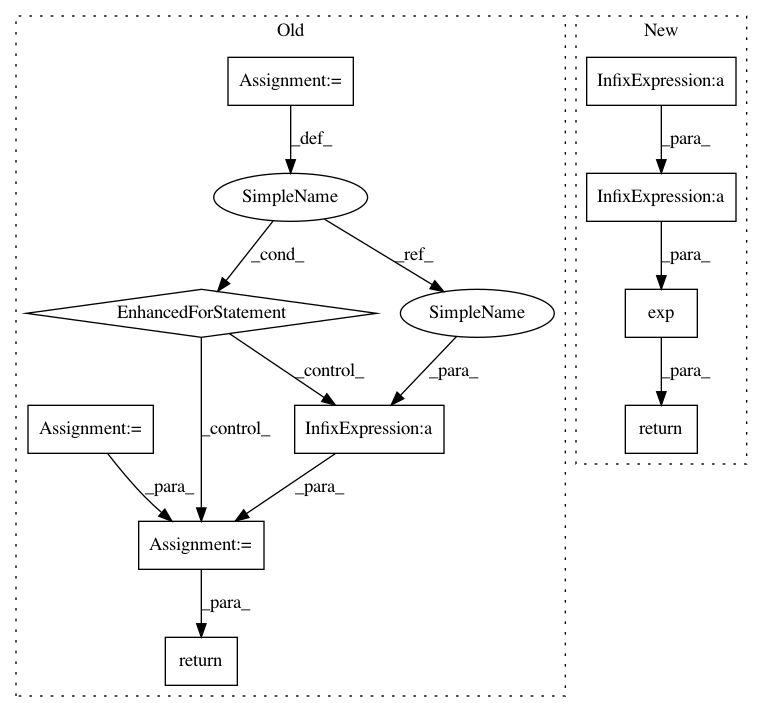 Old
New
Assignment:=
InfixExpression:a
_def_
_para_
SimpleName
InfixExpression:a
_cond_
_ref_
_para_
EnhancedForStatement
SimpleName
exp
_control_
_para_
_para_
Assignment:=
_control_
InfixExpression:a
return
_para_
_para_
Assignment:=
_para_
return